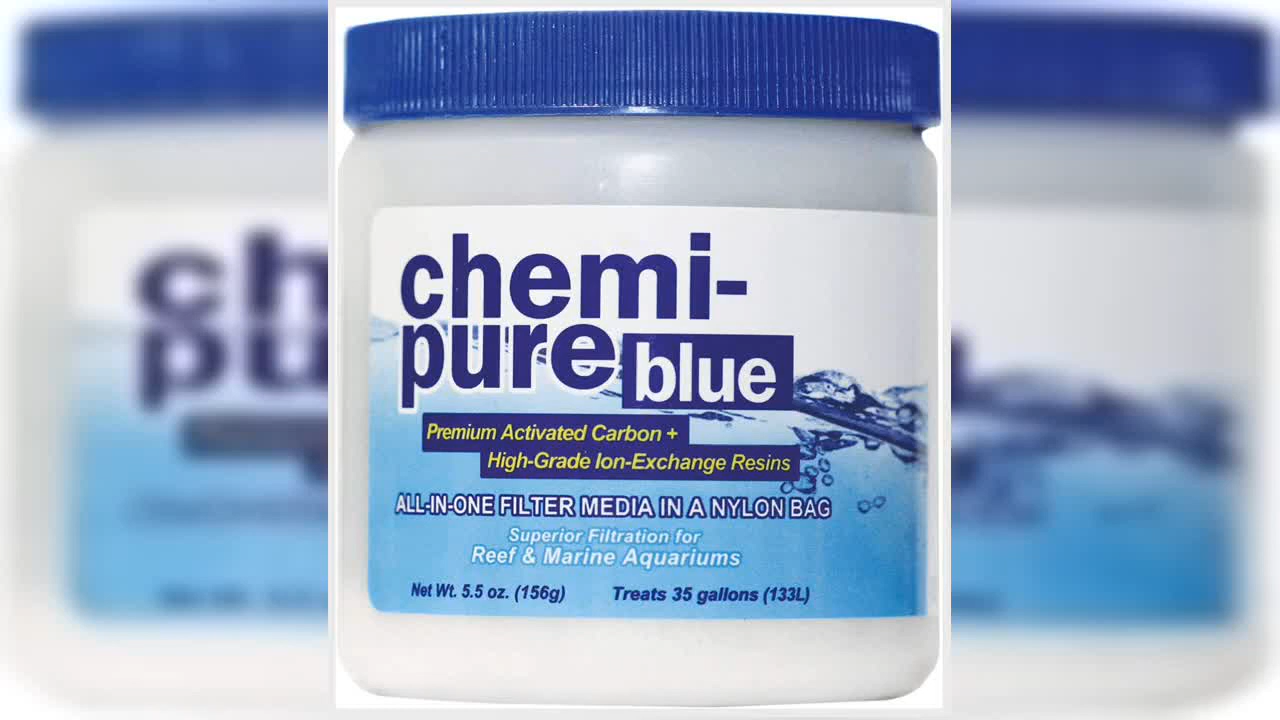 chemi-
pure blue
Premium Activated Carbon +
High-Grade Ion-Exchange Resins
ALL-IN-ONE FILTER MEDIA IN A NYLON BAG
Superior Filtration for
Reef & Marine Aquariums
Net Wt. 5.5 oz. (156g) Treats 35 gallons (133L)